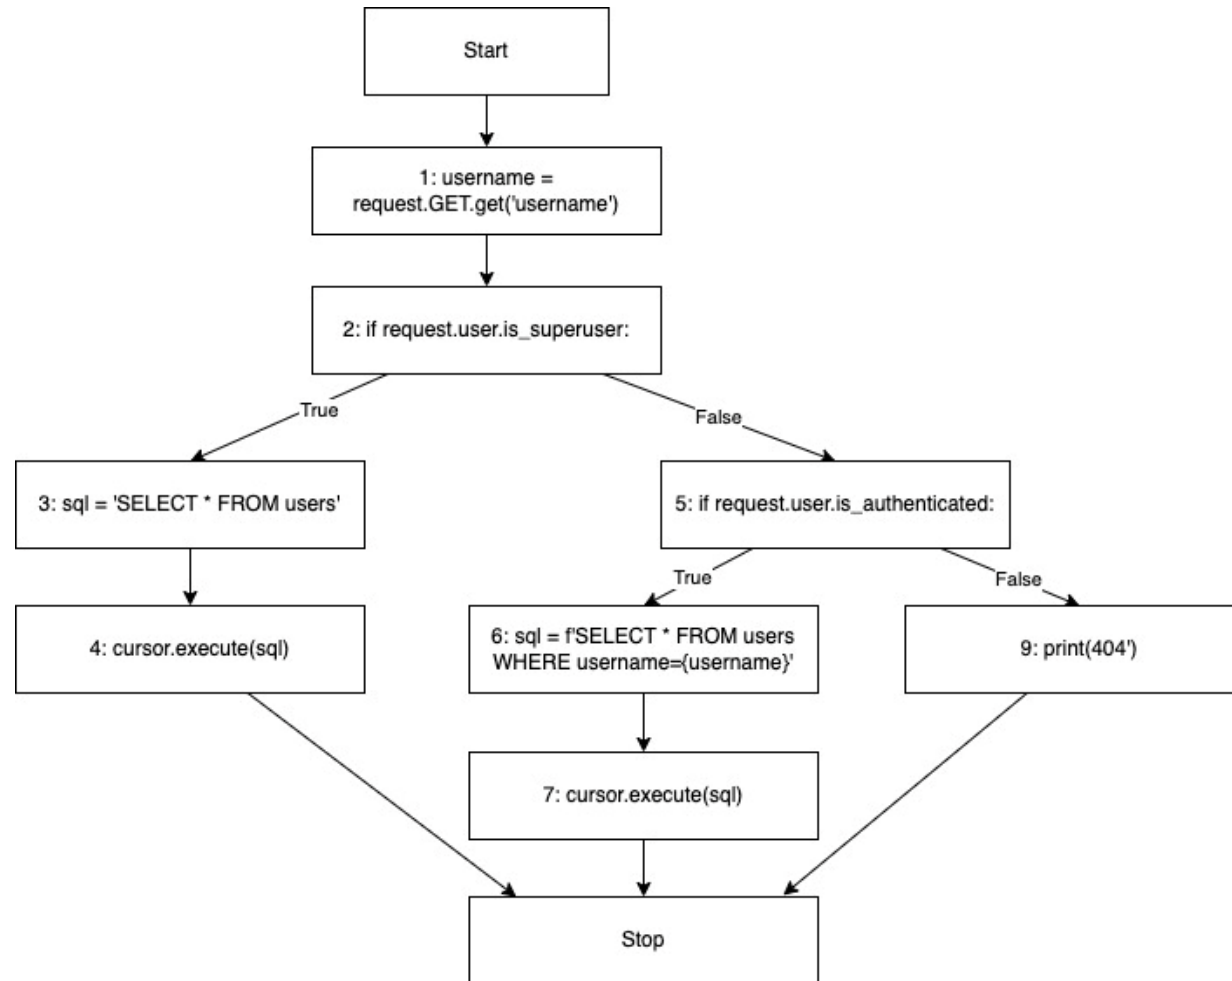 Start
1: username =
request.GET.get('username')
2: if request.user.is_superuser:
True
False
3: sql = 'SELECT * FROM users'
5: if request.user.is_authenticated:
True
False
4: cursor.execute(sql)
6: sql = f'SELECT * FROM users
WHERE username={username}'
9: print(404')
7: cursor.execute(sql)
Stop